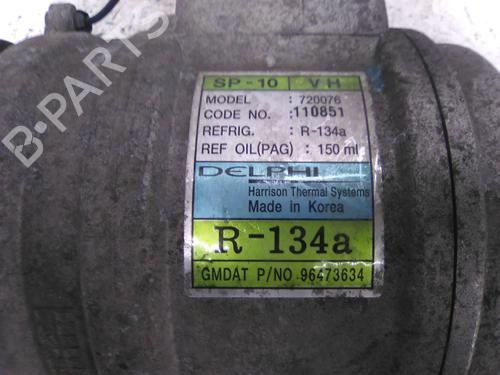 B-PARTS
SP-10 VH
MODEL : 720076
CODE NO. :110851
REFRIG. : R-134a
REF OIL(PAG) : 150 ml
DELPHI
Harrison Thermal Systems
Made in Korea
R-134a
GMDAT P/NO 96473634